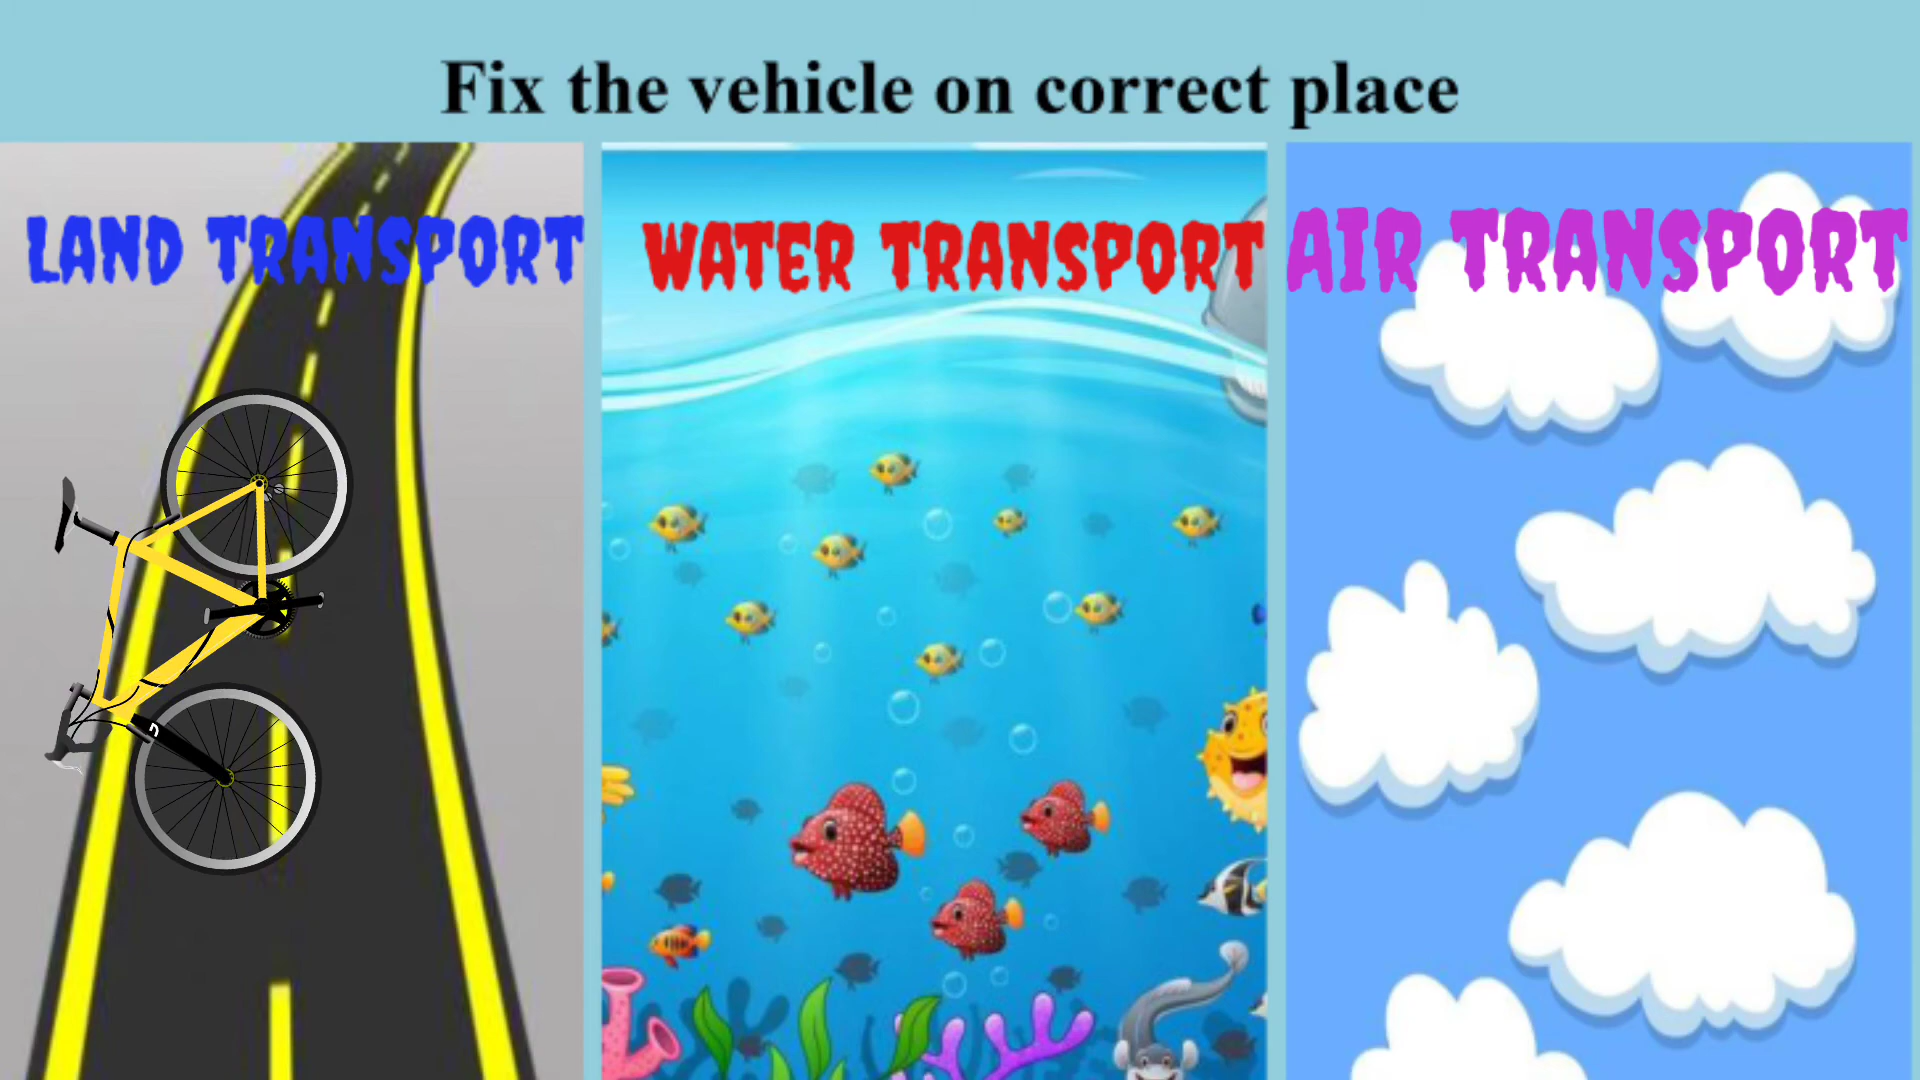 Fix the vehicle on correct place
LAND TRANSPORT
WATER TRANSPORT
AIR TRANSPORT